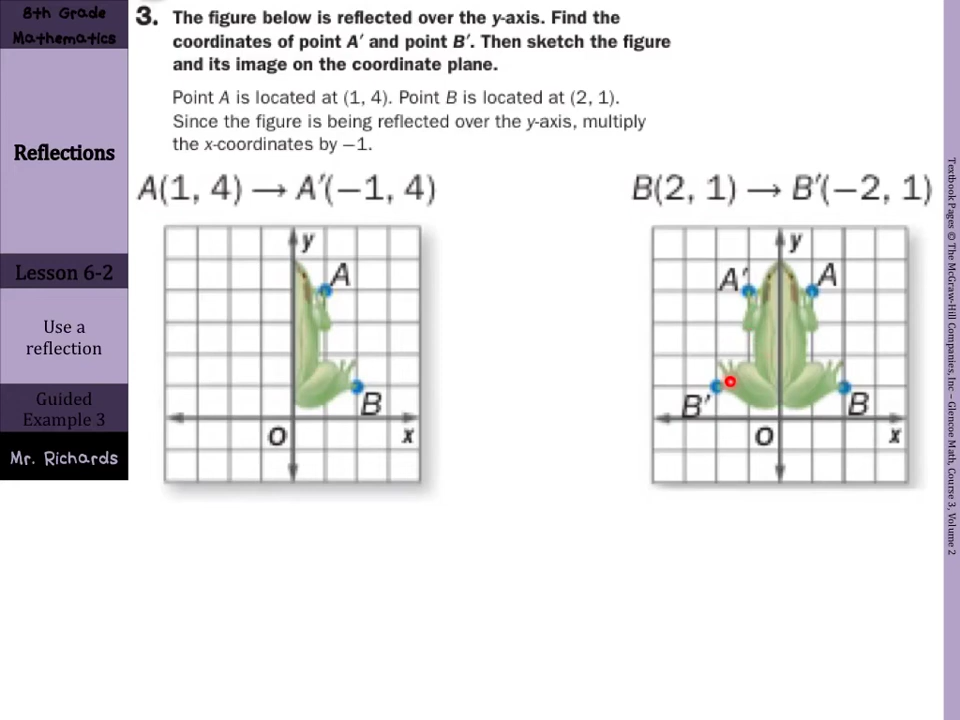 8th Grade
Mathematics
Reflections
Lesson 6-2
Use a
reflection
Guided
Example 3
Mr. Richards
3. The figure below is reflected over the y-axis. Find the
coordinates of point A′ and point B′. Then sketch the figure
and its image on the coordinate plane.
Point A is located at (1, 4). Point B is located at (2, 1).
Since the figure is being reflected over the y-axis, multiply
the x-coordinates by −1.
A(1, 4) → A′(−1, 4)
B(2, 1) → B′(−2, 1)
y
A
B
O
x
y
A′
A
B′
B
O
x
Textbook Pages © The McGraw-Hill Companies, Inc – Glencoe Math, Course 3, Volume 2